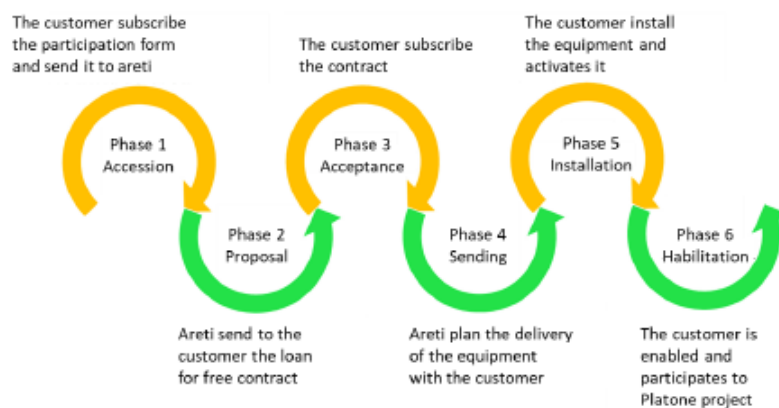 The customer subscribe
the participation form
and send it to areti
Phase 1
Accession
Phase 2
Proposal
Areti send to the
customer the loan
for free contract
The customer subscribe
the contract
Phase 3
Acceptance
Phase 4
Sending
Areti plan the delivery
of the equipment
with the customer
The customer install
the equipment and
activates it
Phase 5
Installation
Phase 6
Habilitation
The customer is
enabled and
participates to
Platone project